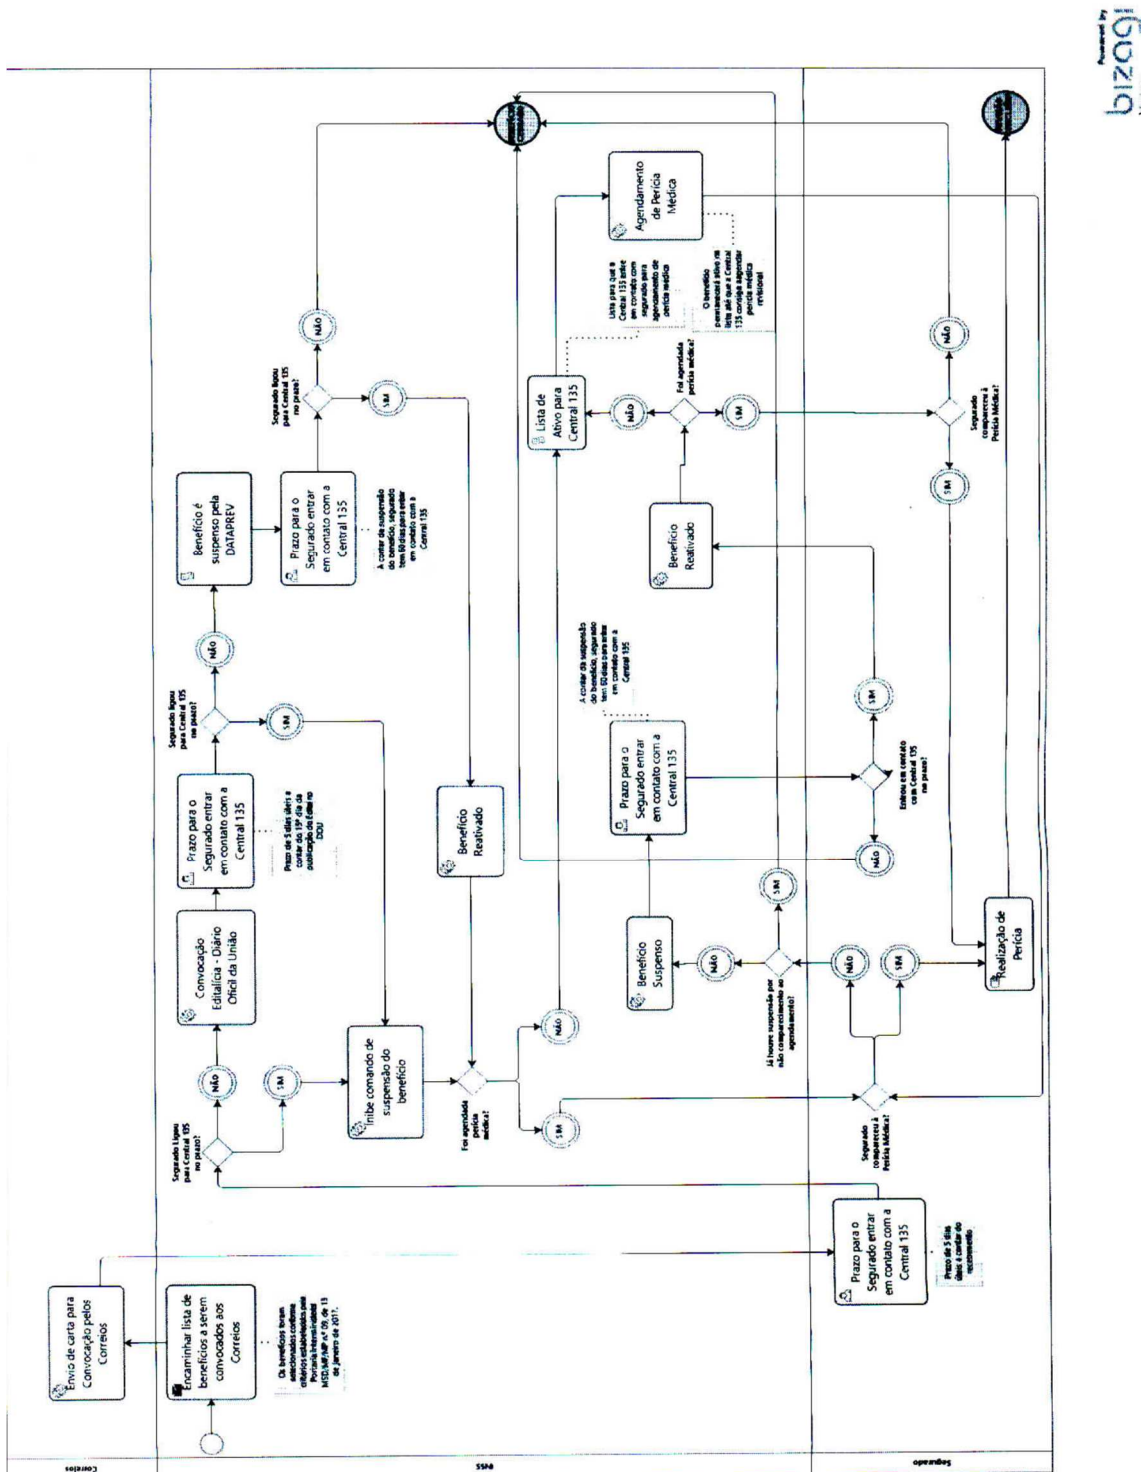 Powered by
bizagi
Correios
INSS
Segurado
Envio de carta para
Convocação pelos
Correios
Encaminhar lista de
benefícios a serem
convocados aos
Correios
Os benefícios foram
selecionados conforme
critérios estabelecidos pela
Portaria Interministerial
MSD/MF/MP nº 09, de 13
de janeiro de 2017.
Prazo para o
Segurado entrar
em contato com a
Central 135
Prazo de 5 dias
úteis à contar do
recebimento
Segurado Ligou
para Central 135
no prazo?
NÃO
SIM
Convocação
Editalícia - Diário
Oficil da União
Prazo para o
Segurado entrar
em contato com a
Central 135
Prazo de 5 dias úteis a
contar do 15º dia da
publicação do Edital no
DOU
Segurado ligou
para Central 135
no prazo?
NÃO
SIM
Benefício é
suspenso pela
DATAPREV
Prazo para o
Segurado entrar
em contato com a
Central 135
A contar da suspensão
do benefício, segurado
tem 60 dias para entrar
em contato com a
Central 135
Segurado ligou
para Central 135
no prazo?
NÃO
SIM
Inibe comando de
suspensão do
benefício
Benefício
Reativado
Foi agendada
perícia
médica?
NÃO
SIM
Lista de
Ativo para
Central 135
Lista para que a
Central 135 entre
em contato com
segurado para
agendamento de
perícia médica
Agendamento
de Perícia
Médica
O benefício
permanecerá ativo na
lista até que a Central
135 consiga agendar
perícia médica
revisional
Segurado
compareceu à
Perícia Médica?
NÃO
SIM
Já houve suspensão por
não comparecimento ao
agendamento?
NÃO
SIM
Benefício
Suspenso
Prazo para o
Segurado entrar
em contato com a
Central 135
A contar da suspensão
do benefício, segurado
tem 60 dias para entrar
em contato com a
Central 135
Entrou em contato
com Central 135
no prazo?
NÃO
SIM
Benefício
Reativado
Foi agendada
perícia médica?
NÃO
SIM
Segurado
compareceu à
Perícia Médica?
NÃO
SIM
Realização de
Perícia